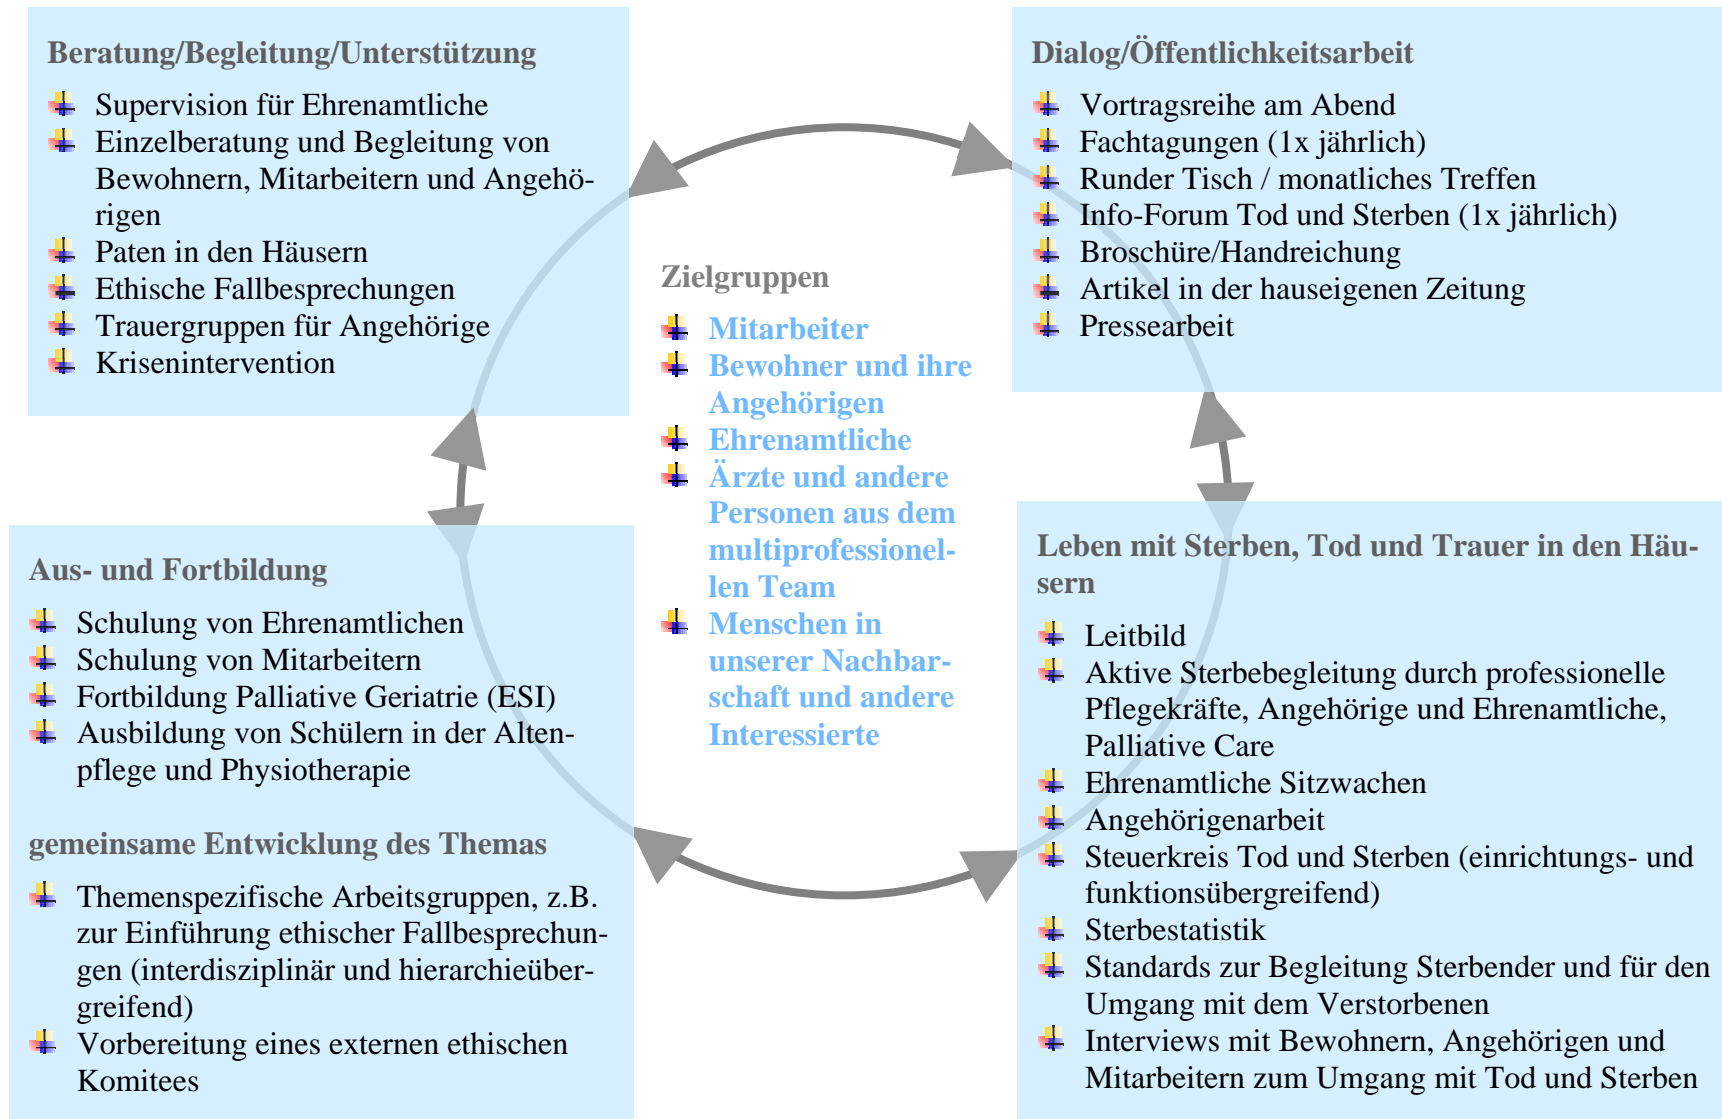 Beratung/Begleitung/Unterstützung
Supervision für Ehrenamtliche
Einzelberatung und Begleitung von
Bewohnern, Mitarbeitern und Angehö-
rigen
Paten in den Häusern
Ethische Fallbesprechungen
Trauergruppen für Angehörige
Krisenintervention
Dialog/Öffentlichkeitsarbeit
Vortragsreihe am Abend
Fachtagungen (1x jährlich)
Runder Tisch / monatliches Treffen
Info-Forum Tod und Sterben (1x jährlich)
Broschüre/Handreichung
Artikel in der hauseigenen Zeitung
Pressearbeit
Zielgruppen
Mitarbeiter
Bewohner und ihre
Angehörigen
Ehrenamtliche
Ärzte und andere
Personen aus dem
multiprofessionel-
len Team
Menschen in
unserer Nachbar-
schaft und andere
Interessierte
Aus- und Fortbildung
Schulung von Ehrenamtlichen
Schulung von Mitarbeitern
Fortbildung Palliative Geriatrie (ESI)
Ausbildung von Schülern in der Alten-
pflege und Physiotherapie
gemeinsame Entwicklung des Themas
Themenspezifische Arbeitsgruppen, z.B.
zur Einführung ethischer Fallbesprechun-
gen (interdisziplinär und hierarchieüber-
greifend)
Vorbereitung eines externen ethischen
Komitees
Leben mit Sterben, Tod und Trauer in den Häu-
sern
Leitbild
Aktive Sterbebegleitung durch professionelle
Pflegekräfte, Angehörige und Ehrenamtliche,
Palliative Care
Ehrenamtliche Sitzwachen
Angehörigenarbeit
Steuerkreis Tod und Sterben (einrichtungs- und
funktionsübergreifend)
Sterbestatistik
Standards zur Begleitung Sterbender und für den
Umgang mit dem Verstorbenen
Interviews mit Bewohnern, Angehörigen und
Mitarbeitern zum Umgang mit Tod und Sterben